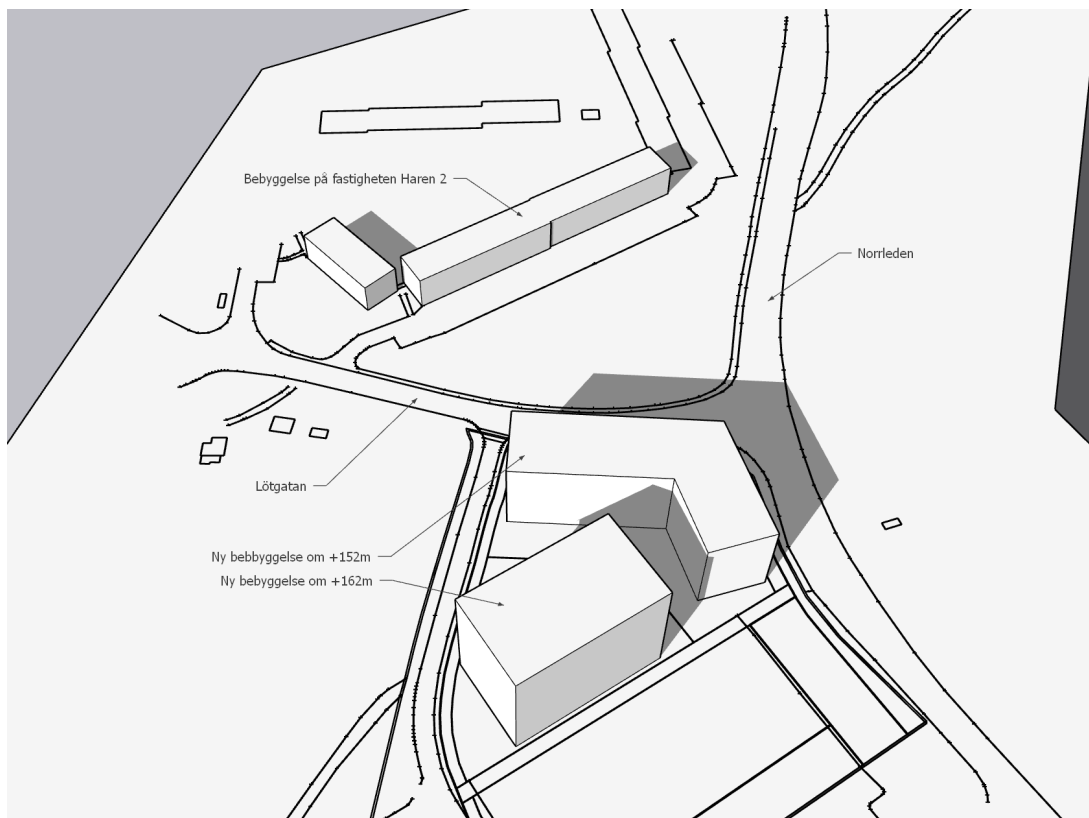 Bebyggelse på fastigheten Haren 2
Norrleden
Lötgatan
Ny bebbyggelse om +152m
Ny bebyggelse om +162m